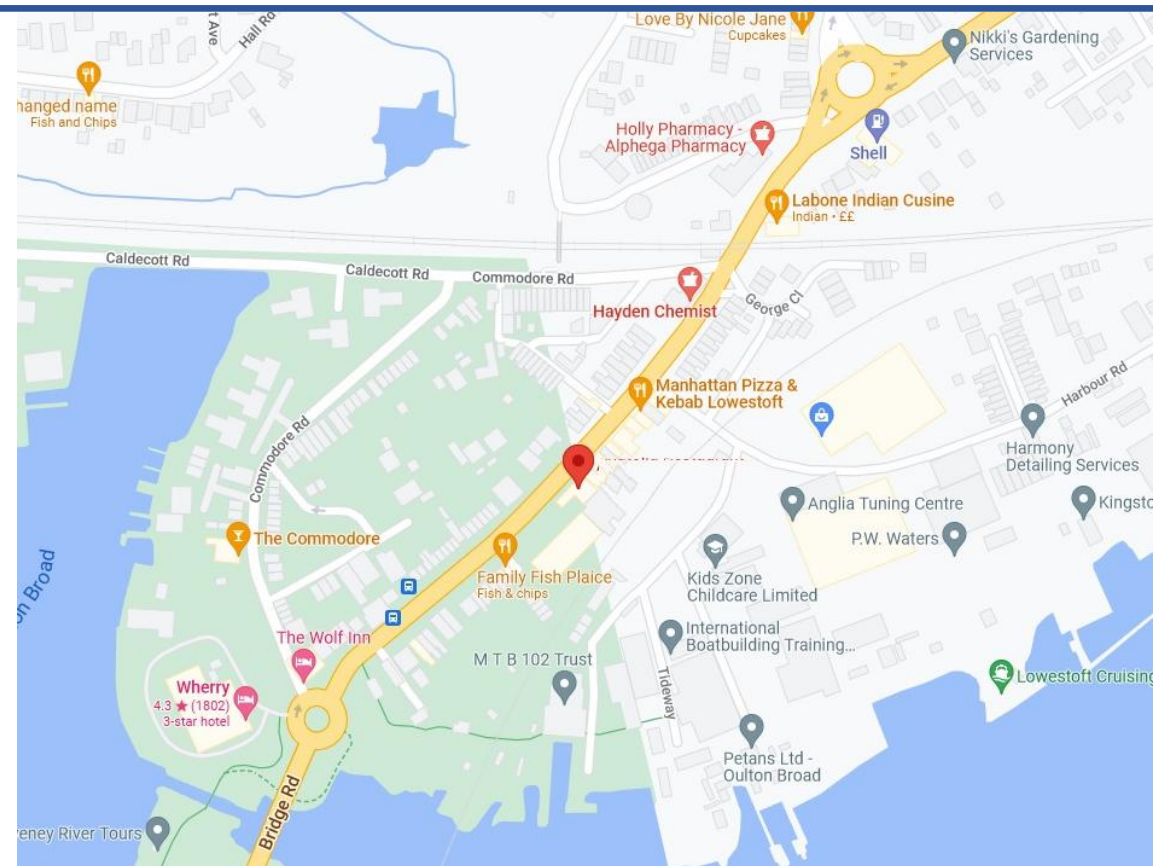 Love By Nicole Jane
Cupcakes
Nikki's Gardening
Services
Hall Rd
t Ave
hanged name
Fish and Chips
Holly Pharmacy -
Alphega Pharmacy
Shell
Labone Indian Cusine
Indian • ££
Caldecott Rd
Caldecott Rd
Commodore Rd
Hayden Chemist
George Cl
Manhattan Pizza &
Kebab Lowestoft
Harbour Rd
Harmony
Detailing Services
Commodore Rd
Anglia Tuning Centre
Kingsto
P.W. Waters
The Commodore
Family Fish Plaice
Fish & chips
Kids Zone
Childcare Limited
on Broad
The Wolf Inn
International
Boatbuilding Training...
M T B 102 Trust
Tideway
Wherry
4.3 ★ (1802)
3-star hotel
Lowestoft Cruising
Petans Ltd -
Oulton Broad
Bridge Rd
eney River Tours